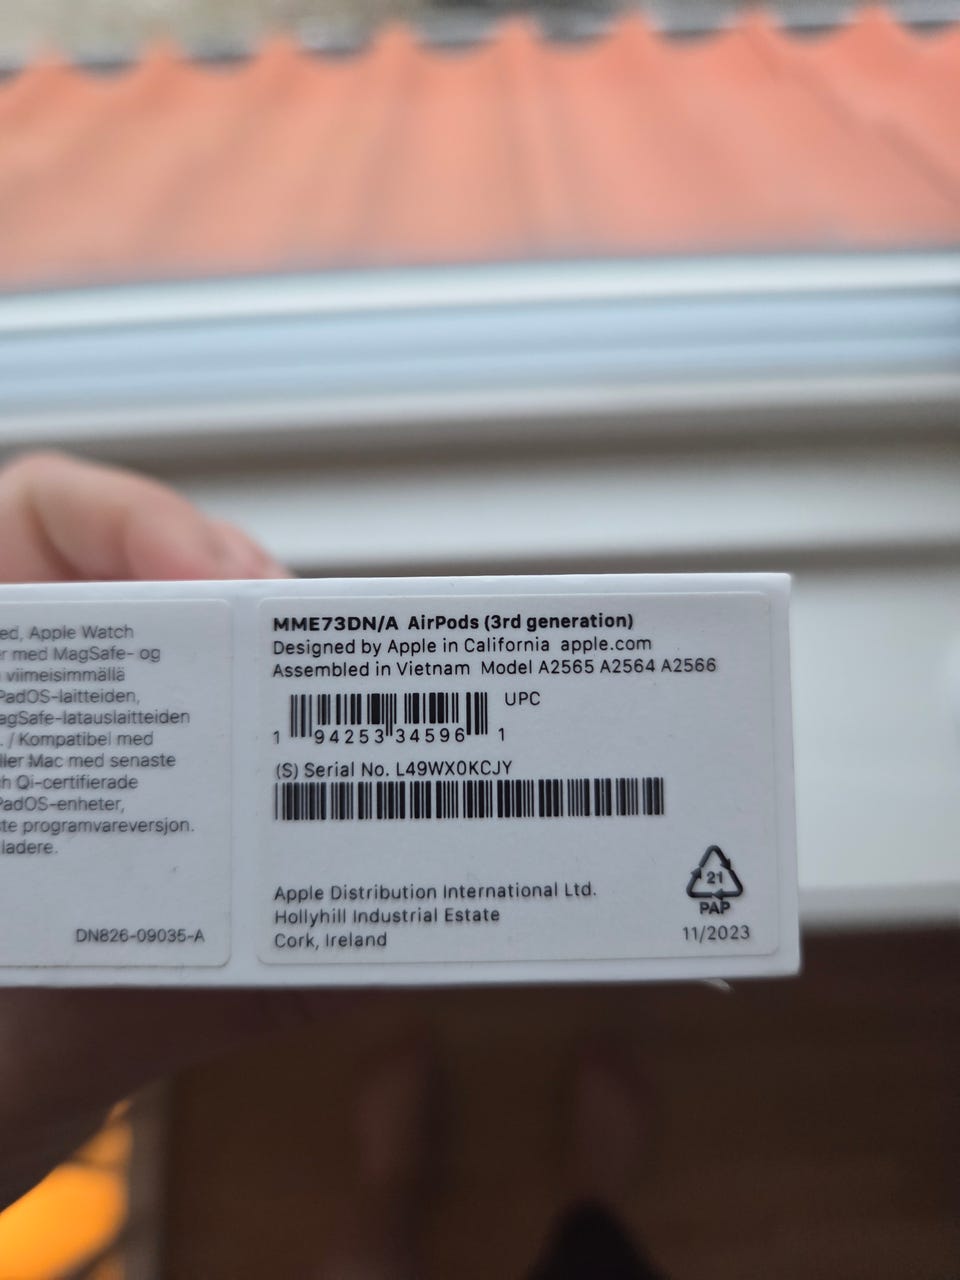 ed, Apple Watch
r med MagSafe- og
viimeisimmällä
PadOS-laitteiden,
agSafe-latauslaitteiden
. / Kompatibel med
ller Mac med senaste
h Qi-certifierade
PadOS-enheter,
ste programvareversjon.
ladere.
DN826-09035-A
MME73DN/A AirPods (3rd generation)
Designed by Apple in California apple.com
Assembled in Vietnam Model A2565 A2564 A2566
UPC
1 94253 34596 1
(S) Serial No. L49WX0KCJY
Apple Distribution International Ltd.
Hollyhill Industrial Estate
Cork, Ireland
21
PAP
11/2023